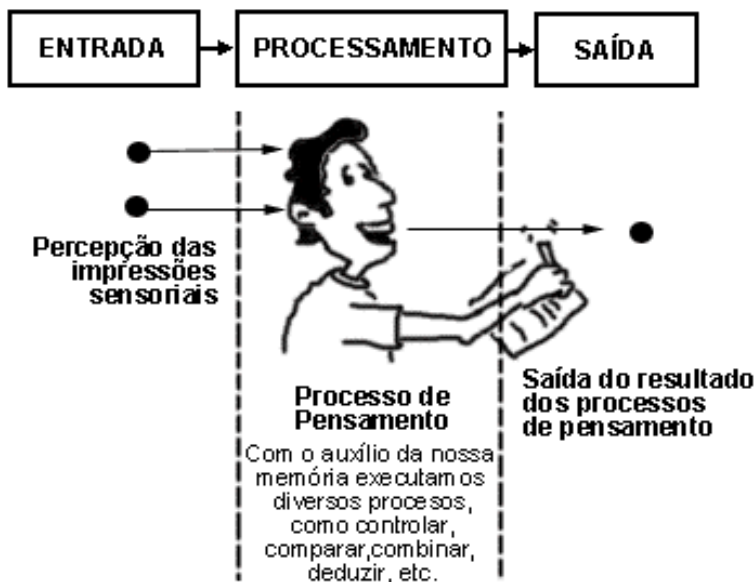 ENTRADA
PROCESSAMENTO
SAÍDA
Percepção das
impressões
sensoriais
Processo de
Pensamento
Com o auxílio da nossa
memória executamos
diversos procesos,
como controlar,
comparar,combinar,
deduzir, etc.
Saída do resultado
dos processos
de pensamento